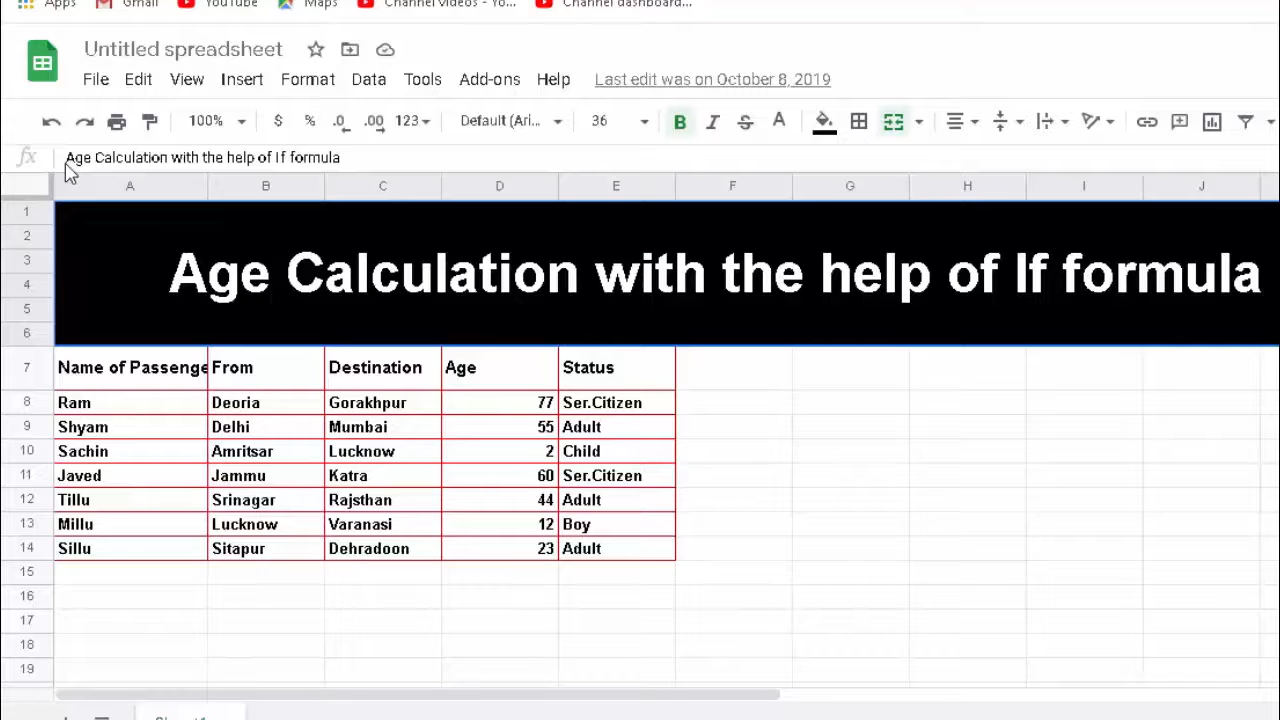 Apps Gmail YouTube Maps Channel videos - Yo... Channel dashboard...
Untitled spreadsheet
File Edit View Insert Format Data Tools Add-ons Help Last edit was on October 8, 2019
100% $ % .0 .00 123 Default (Ari... 36 B I S A
fx Age Calculation with the help of If formula
A B C D E F G H I J
1
2
3
4
5
6
Age Calculation with the help of If formula
7 Name of Passenge From Destination Age Status
8 Ram Deoria Gorakhpur 77 Ser.Citizen
9 Shyam Delhi Mumbai 55 Adult
10 Sachin Amritsar Lucknow 2 Child
11 Javed Jammu Katra 60 Ser.Citizen
12 Tillu Srinagar Rajsthan 44 Adult
13 Millu Lucknow Varanasi 12 Boy
14 Sillu Sitapur Dehradoon 23 Adult
15
16
17
18
19